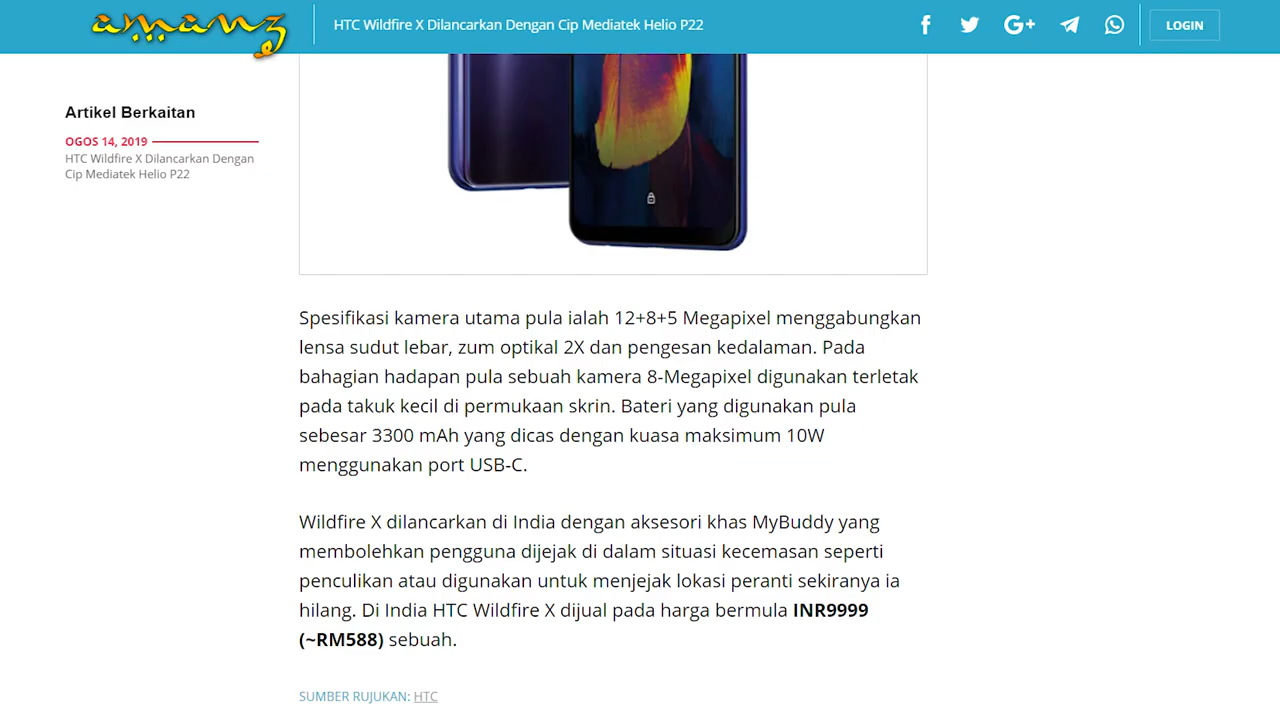 amanz
HTC Wildfire X Dilancarkan Dengan Cip Mediatek Helio P22
LOGIN
Artikel Berkaitan
OGOS 14, 2019
HTC Wildfire X Dilancarkan Dengan
Cip Mediatek Helio P22
Spesifikasi kamera utama pula ialah 12+8+5 Megapixel menggabungkan
lensa sudut lebar, zum optikal 2X dan pengesan kedalaman. Pada
bahagian hadapan pula sebuah kamera 8-Megapixel digunakan terletak
pada takuk kecil di permukaan skrin. Bateri yang digunakan pula
sebesar 3300 mAh yang dicas dengan kuasa maksimum 10W
menggunakan port USB-C.
Wildfire X dilancarkan di India dengan aksesori khas MyBuddy yang
membolehkan pengguna dijejak di dalam situasi kecemasan seperti
penculikan atau digunakan untuk menjejak lokasi peranti sekiranya ia
hilang. Di India HTC Wildfire X dijual pada harga bermula INR9999
(~RM588) sebuah.
SUMBER RUJUKAN: HTC